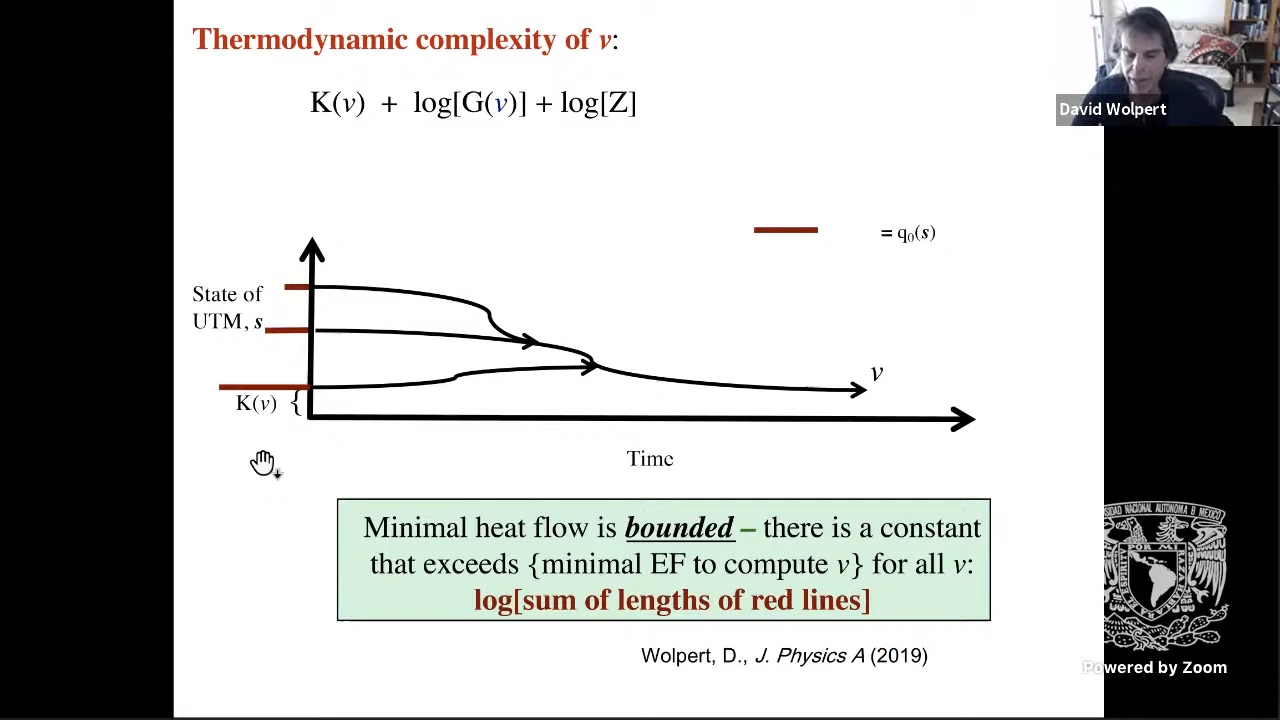 Thermodynamic complexity of v:
K(v) + log[G(v)] + log[Z]
David Wolpert
= q₀(s)
State of
UTM, s
K(v) {
v
Time
Minimal heat flow is bounded – there is a constant
that exceeds {minimal EF to compute v} for all v:
log[sum of lengths of red lines]
Wolpert, D., J. Physics A (2019)
Powered by Zoom